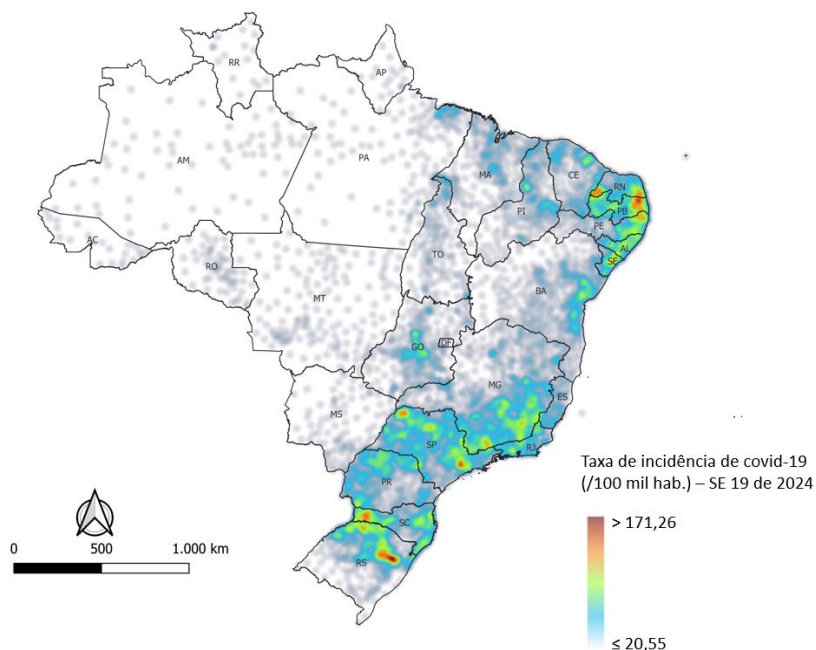 RR
AP
AM
PA
MA
CE
RN
PB
PI
PE
AC
AL
TO
SE
RO
BA
MT
GO
DF
MG
ES
MS
SP
RJ
PR
SC
RS
Taxa de incidência de covid-19
(/100 mil hab.) – SE 19 de 2024
> 171,26
≤ 20,55
0 500 1.000 km